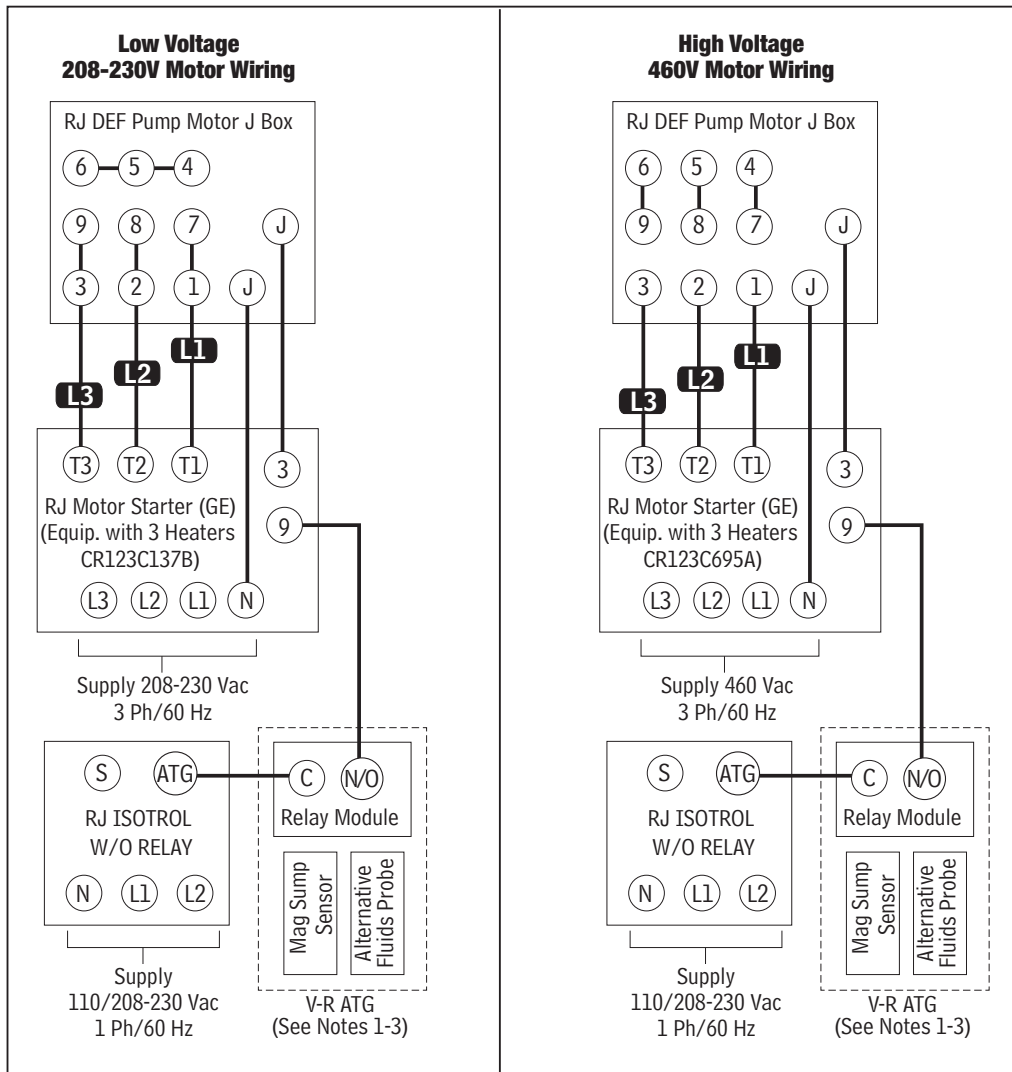 Low Voltage
208-230V Motor Wiring
RJ DEF Pump Motor J Box
6 5 4
9 8 7 J
3 2 1 J
L1
L2
L3
T3 T2 T1 3
RJ Motor Starter (GE)
(Equip. with 3 Heaters
CR123C137B)
9
L3 L2 L1 N
Supply 208-230 Vac
3 Ph/60 Hz
S ATG
RJ ISOTROL
W/O RELAY
N L1 L2
Supply
110/208-230 Vac
1 Ph/60 Hz
C N/O
Relay Module
Mag Sump
Sensor
Alternative
Fluids Probe
V-R ATG
(See Notes 1-3)
High Voltage
460V Motor Wiring
RJ DEF Pump Motor J Box
6 5 4
9 8 7 J
3 2 1 J
L1
L2
L3
T3 T2 T1 3
RJ Motor Starter (GE)
(Equip. with 3 Heaters
CR123C695A)
9
L3 L2 L1 N
Supply 460 Vac
3 Ph/60 Hz
S ATG
RJ ISOTROL
W/O RELAY
N L1 L2
Supply
110/208-230 Vac
1 Ph/60 Hz
C N/O
Relay Module
Mag Sump
Sensor
Alternative
Fluids Probe
V-R ATG
(See Notes 1-3)